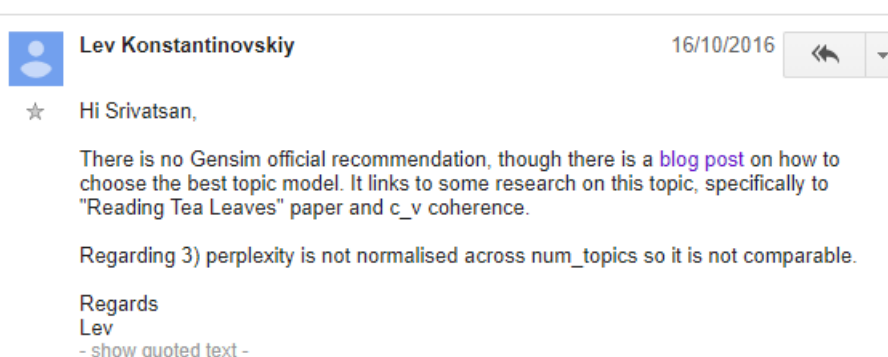 Lev Konstantinovskiy 16/10/2016
Hi Srivatsan,
There is no Gensim official recommendation, though there is a blog post on how to
choose the best topic model. It links to some research on this topic, specifically to
"Reading Tea Leaves" paper and c_v coherence.
Regarding 3) perplexity is not normalised across num_topics so it is not comparable.
Regards
Lev
- show quoted text -